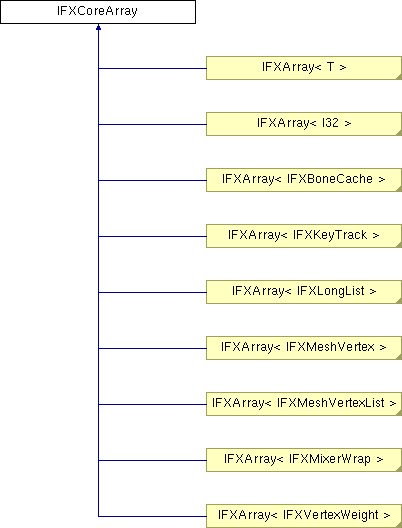 IFXCoreArray
IFXArray< T >
IFXArray< I32 >
IFXArray< IFXBoneCache >
IFXArray< IFXKeyTrack >
IFXArray< IFXLongList >
IFXArray< IFXMeshVertex >
IFXArray< IFXMeshVertexList >
IFXArray< IFXMixerWrap >
IFXArray< IFXVertexWeight >